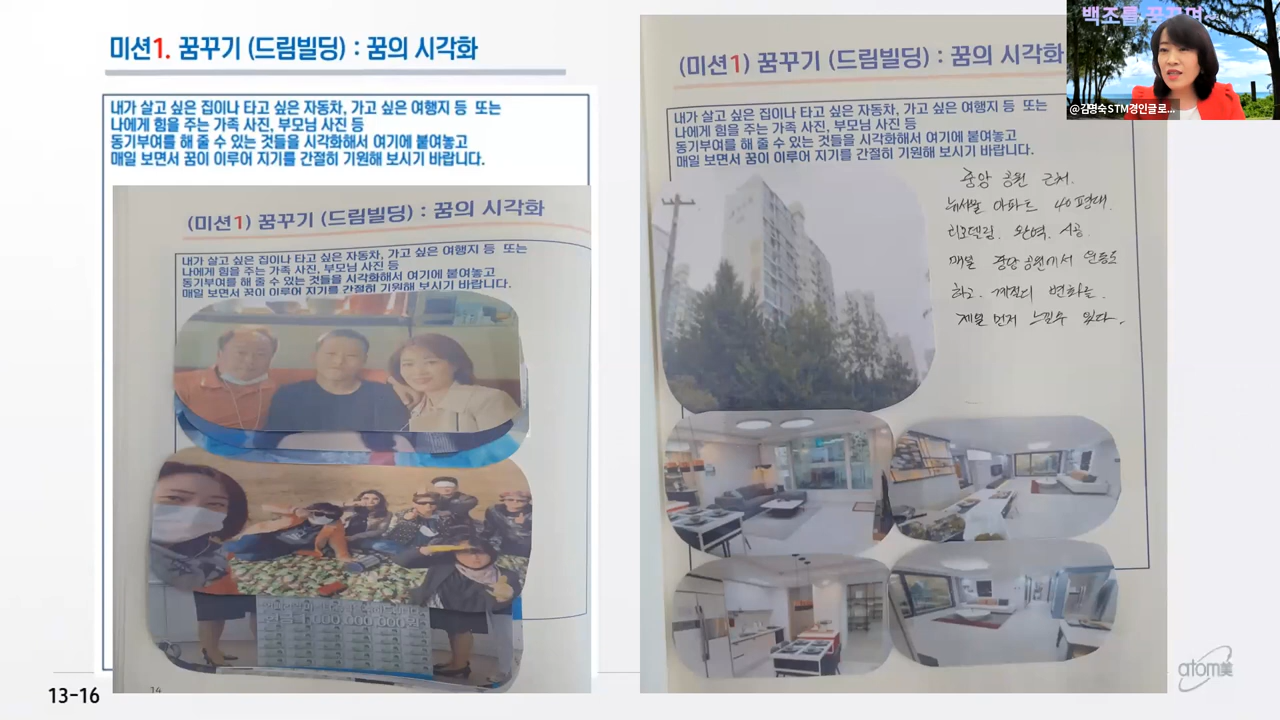 미션1. 꿈꾸기 (드림빌딩) : 꿈의 시각화
내가 살고 싶은 집이나 타고 싶은 자동차, 가고 싶은 여행지 등 또는
나에게 힘을 주는 가족 사진, 부모님 사진 등
동기부여를 해 줄 수 있는 것들을 시각화해서 여기에 붙여놓고
매일 보면서 꿈이 이루어 지기를 간절히 기원해 보시기 바랍니다.
(미션1) 꿈꾸기 (드림빌딩) : 꿈의 시각화
내가 살고 싶은 집이나 타고 싶은 자동차, 가고 싶은 여행지 등 또는
나에게 힘을 주는 가족 사진, 부모님 사진 등
동기부여를 해 줄 수 있는 것들을 시각화해서 여기에 붙여놓고
매일 보면서 꿈이 이루어 지기를 간절히 기원해 보시기 바랍니다.
14
13-16
(미션1) 꿈꾸기 (드림빌딩) : 꿈의 시각화
내가 살고 싶은 집이나 타고 싶은 자동차, 가고 싶은 여행지 등 또는
나에게 힘을 주는 가족 사진, 부모님 사진 등
동기부여를 해 줄 수 있는 것들을 시각화해서 여기에 붙여놓고
매일 보면서 꿈이 이루어 지기를 간절히 기원해 보시기 바랍니다.
중앙 공원 근처.
아파트 40평대.
리모델링. 완벽. 시공.
매일 중앙 공원에서 운동도
하고. 계절의 변화를.
제일 먼저 느낄수 있다.
백조를 꿈꾸며~
@김명숙STM경인글로...
atom美